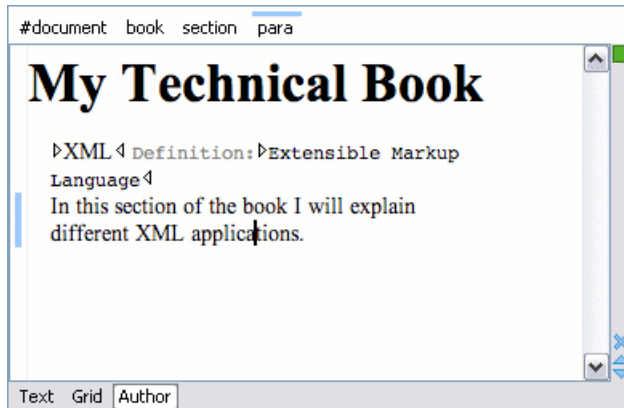 #document book section para
My Technical Book
XML Definition: Extensible Markup
Language
In this section of the book I will explain
different XML applications.
Text Grid Author